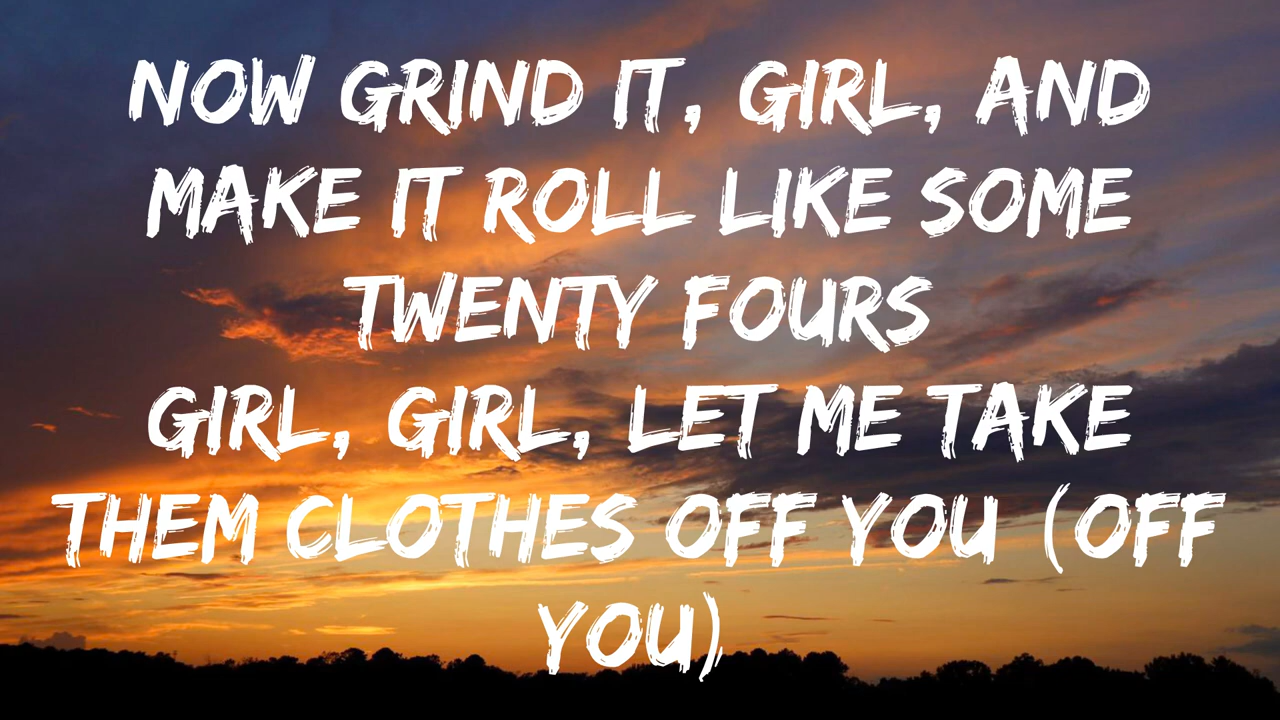 NOW GRIND IT, GIRL, AND
MAKE IT ROLL LIKE SOME
TWENTY FOURS
GIRL, GIRL, LET ME TAKE
THEM CLOTHES OFF YOU (OFF
YOU)